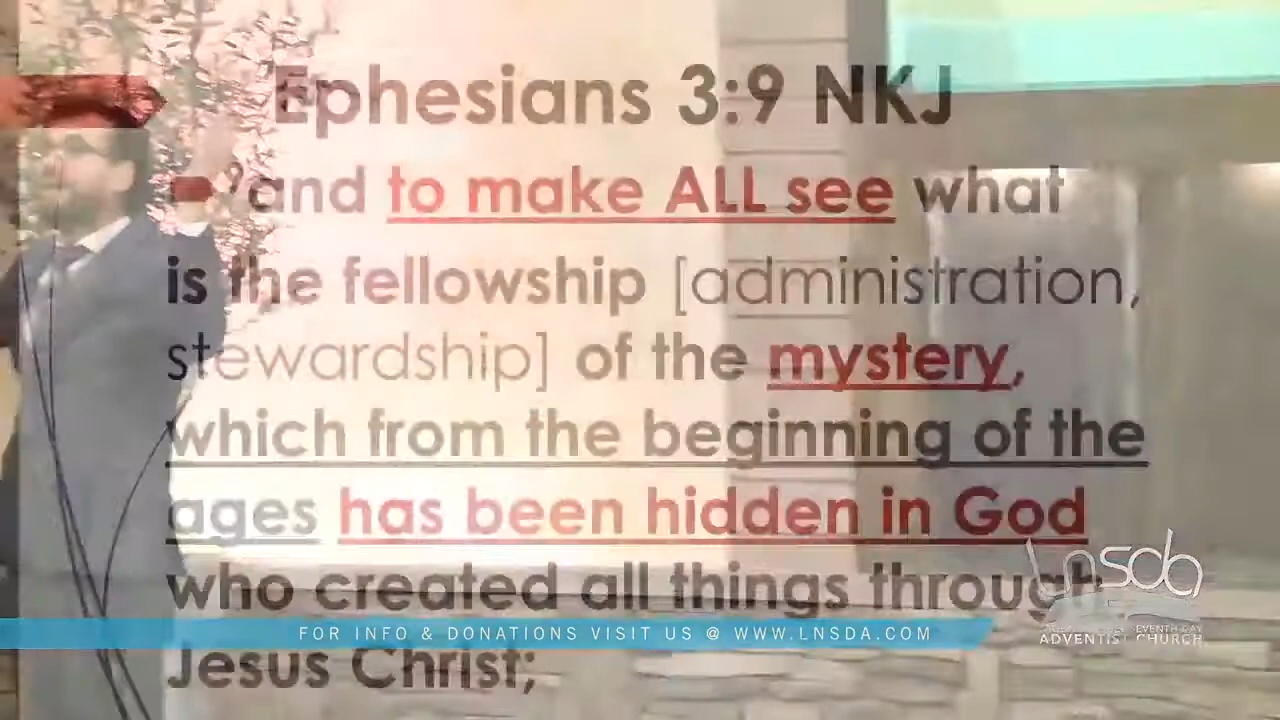 Ephesians 3:9 NKJ
9 and to make ALL see what
is the fellowship [administration,
stewardship] of the mystery,
which from the beginning of the
ages has been hidden in God
who created all things through
Jesus Christ;
FOR INFO & DONATIONS VISIT US @ WWW.LNSDA.COM
lnsda
ADVENTIST CHURCH